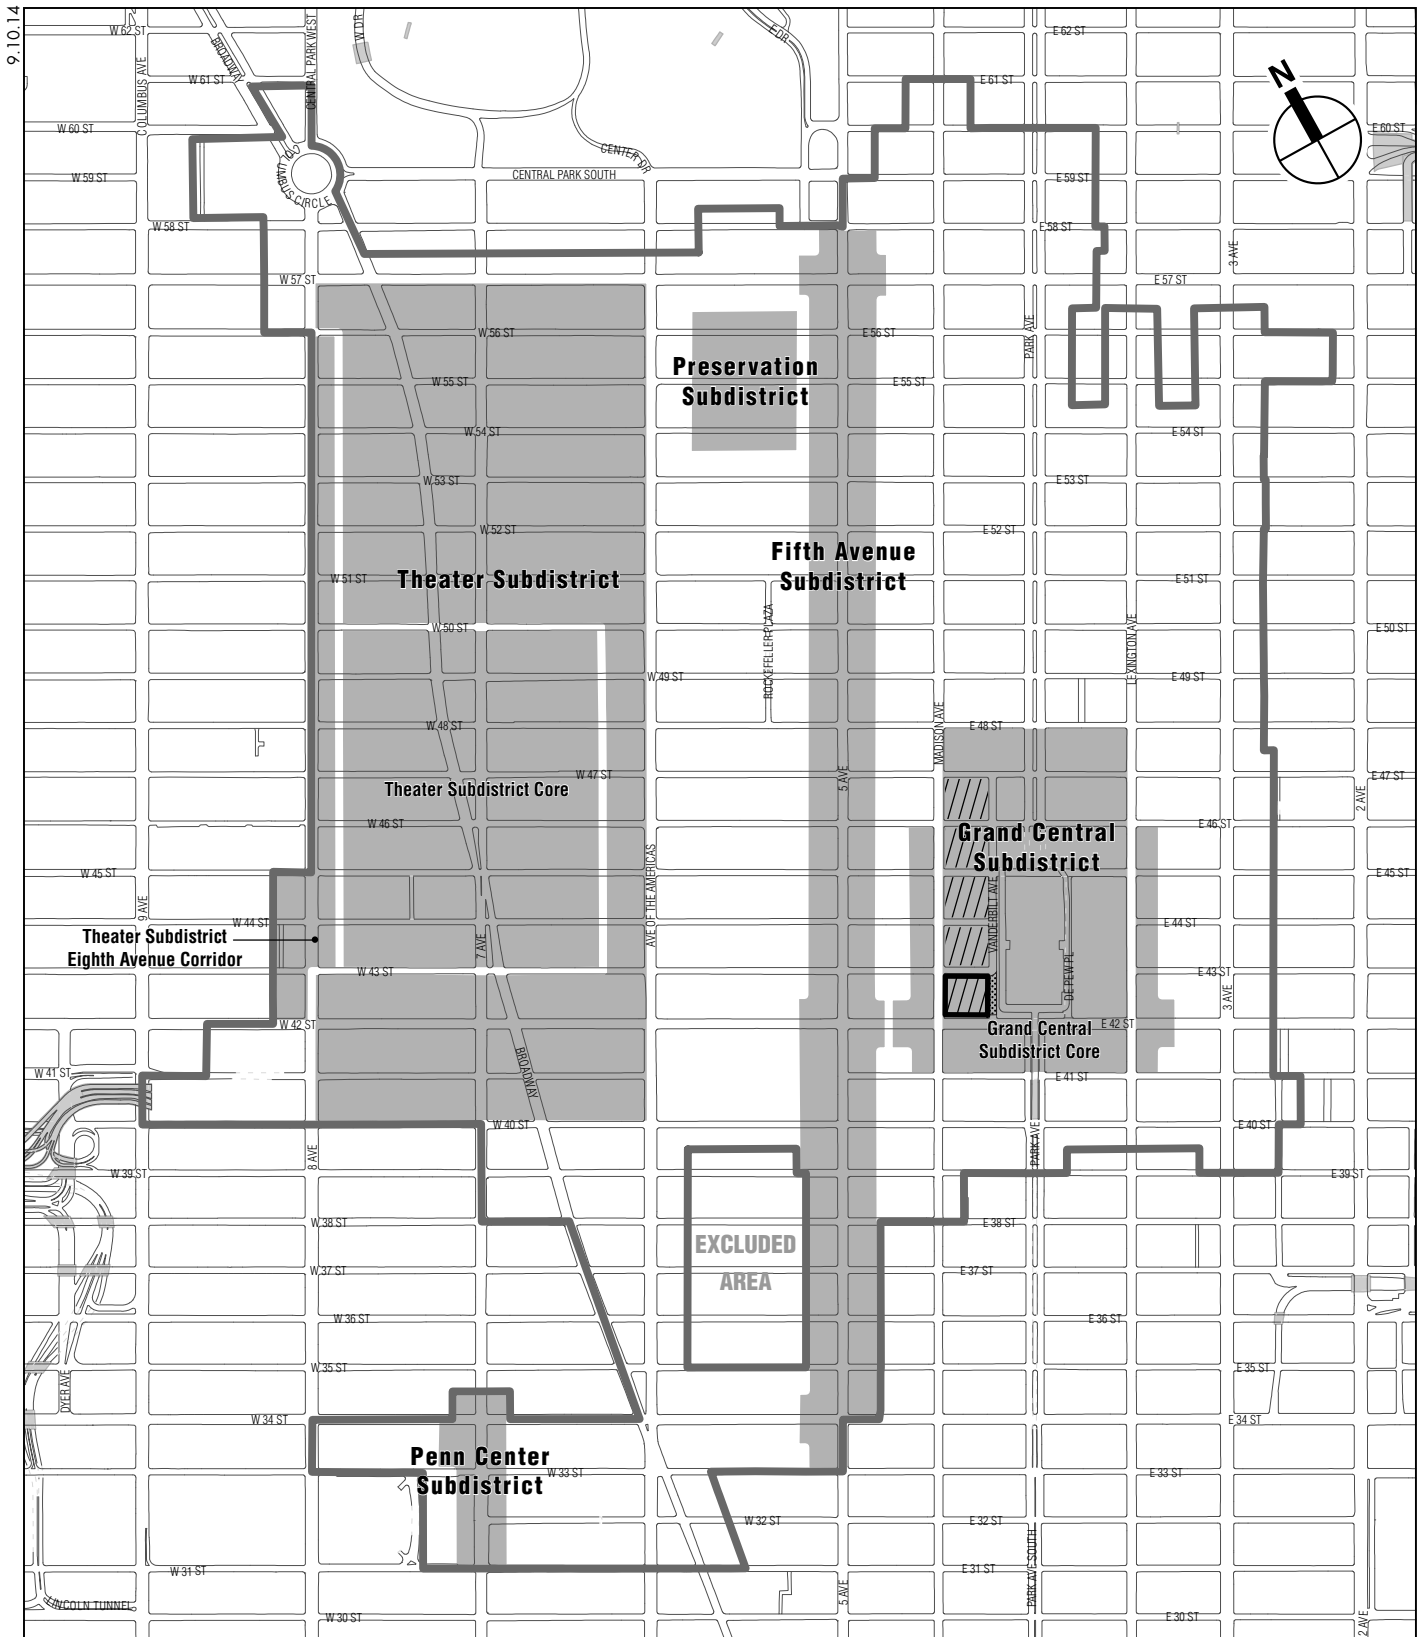 9.10.14
W 62 ST
E 62 ST
COLUMBUS AVE
BROADWAY
CENTRAL PARK WEST
W DR
E DR
N
W 61 ST
E 61 ST
W 60 ST
E 60 ST
CENTER DR
COLUMBUS CIRCLE
W 59 ST
CENTRAL PARK SOUTH
E 59 ST
W 58 ST
E 58 ST
3 AVE
W 57 ST
E 57 ST
W 56 ST
E 56 ST
PARK AVE
Preservation
Subdistrict
W 55 ST
E 55 ST
W 54 ST
E 54 ST
W 53 ST
E 53 ST
W 52 ST
E 52 ST
Fifth Avenue
Subdistrict
W 51 ST
Theater Subdistrict
E 51 ST
W 50 ST
E 50 ST
ROCKEFELLER PLAZA
LEXINGTON AVE
W 49 ST
E 49 ST
W 48 ST
MADISON AVE
E 48 ST
W 47 ST
E 47 ST
5 AVE
2 AVE
Theater Subdistrict Core
W 46 ST
E 46 ST
Grand Central
Subdistrict
W 45 ST
E 45 ST
9 AVE
AVE OF THE AMERICAS
VANDERBILT AVE
W 44 ST
E 44 ST
Theater Subdistrict
Eighth Avenue Corridor
7 AVE
W 43 ST
E 43 ST
DE PEW PL
3 AVE
W 42 ST
E 42 ST
Grand Central
Subdistrict Core
BROADWAY
W 41 ST
E 41 ST
W 40 ST
E 40 ST
8 AVE
PARK AVE
W 39 ST
E 39 ST
W 38 ST
E 38 ST
EXCLUDED
AREA
W 37 ST
E 37 ST
W 36 ST
E 36 ST
W 35 ST
E 35 ST
DYER AVE
W 34 ST
E 34 ST
Penn Center
Subdistrict
W 33 ST
E 33 ST
W 32 ST
E 32 ST
W 31 ST
E 31 ST
PARK AVE SOUTH
5 AVE
LINCOLN TUNNEL
W 30 ST
E 30 ST
2 AVE